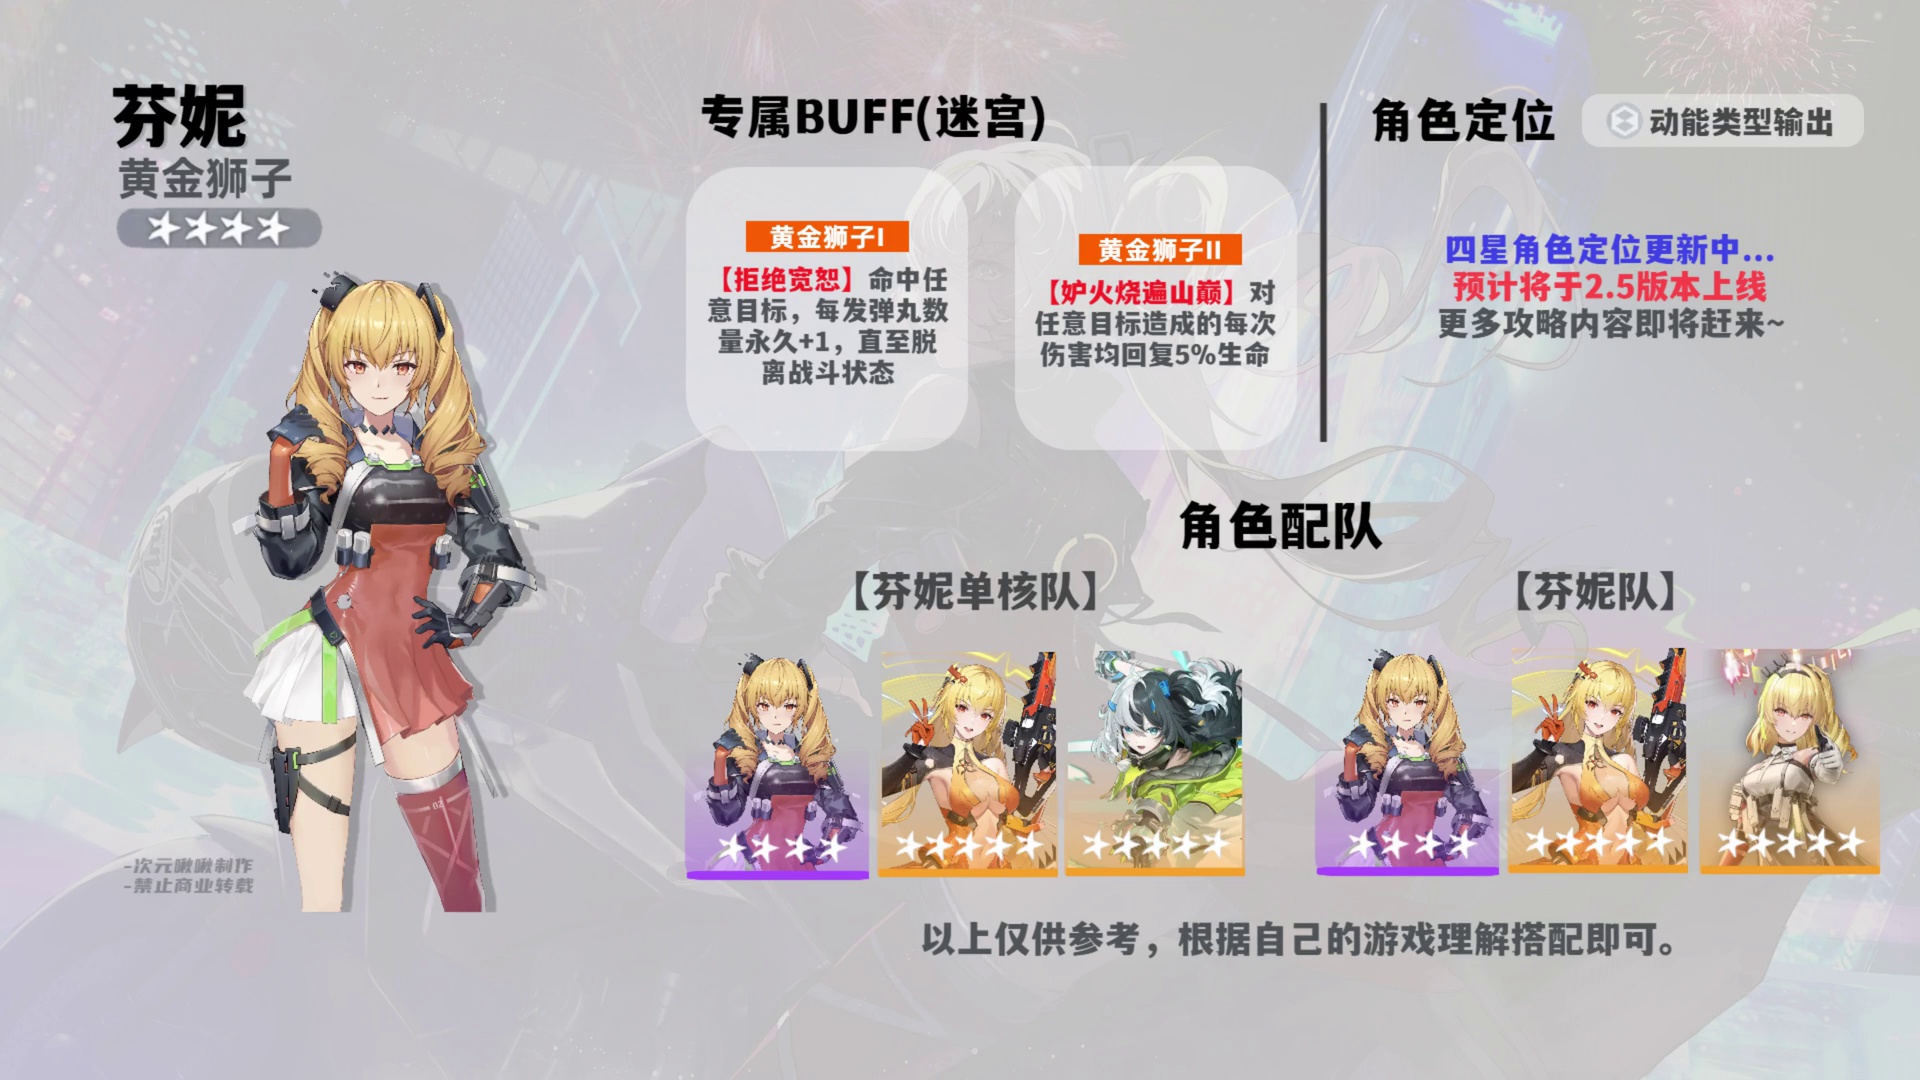 芬妮
黄金狮子
专属BUFF(迷宫)
黄金狮子I
【拒绝宽恕】命中任
意目标，每发弹丸数
量永久+1，直至脱
离战斗状态
黄金狮子II
【妒火烧遍山巅】对
任意目标造成的每次
伤害均回复5%生命
角色定位
动能类型输出
四星角色定位更新中...
预计将于2.5版本上线
更多攻略内容即将赶来~
角色配队
【芬妮单核队】
【芬妮队】
以上仅供参考，根据自己的游戏理解搭配即可。
-次元啾啾制作
-禁止商业转载